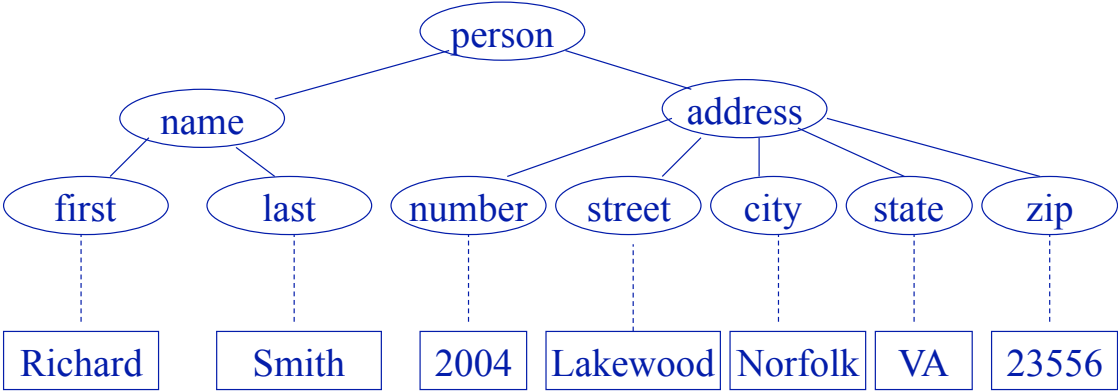 person
name address
first last number street city state zip
Richard Smith 2004 Lakewood Norfolk VA 23556